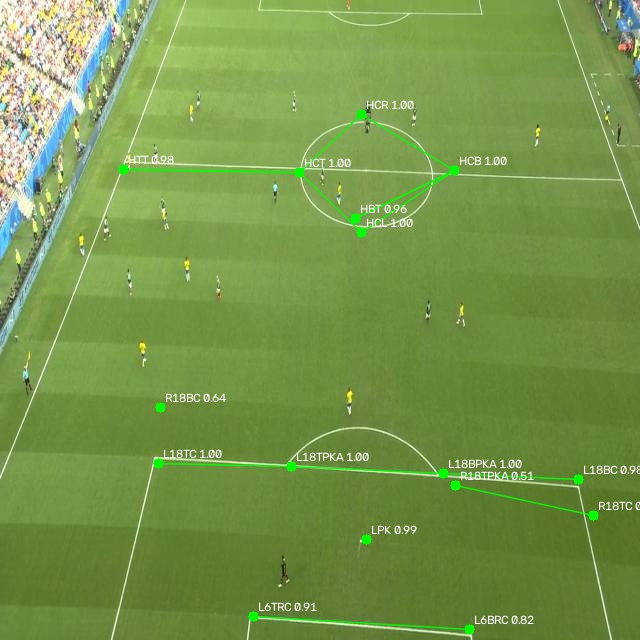 HCR 1.00
HTT 0.98
HCT 1.00
HCB 1.00
HBT 0.96
HCL 1.00
R18BC 0.64
L18TC 1.00
L18TPKA 1.00
L18BPKA 1.00
R18TPKA 0.51
L18BC 0.98
R18TC 0
LPK 0.99
L6TRC 0.91
L6BRC 0.82